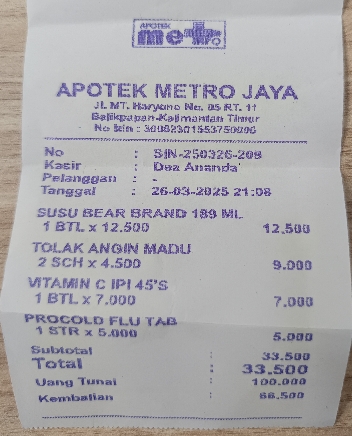 APOTEK
metro
APOTEK METRO JAYA
Jl. MT. Haryono No. 05 RT. 11
Balikpapan-Kalimantan Timur
No Izin : 30062301553750006
No : SJN-250326-209
Kasir : Dea Ananda
Pelanggan : -
Tanggal : 26-03-2025 21:08
SUSU BEAR BRAND 189 ML
1 BTL x 12.500 12.500
TOLAK ANGIN MADU
2 SCH x 4.500 9.000
VITAMIN C IPI 45'S
1 BTL x 7.000 7.000
PROCOLD FLU TAB
1 STR x 5.000 5.000
Subtotal : 33.500
Total : 33.500
Uang Tunai : 100.000
Kembalian : 66.500